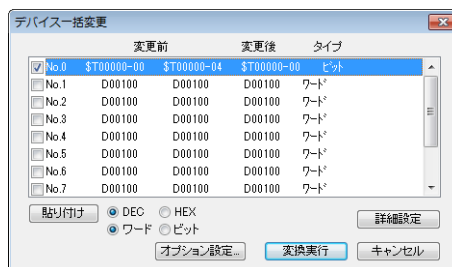 デバイス一括変更
変更前 変更後 タイプ
No.0 $T00000-00 $T00000-04 $T00000-00 ビット
No.1 D00100 D00100 D00100 ワード
No.2 D00100 D00100 D00100 ワード
No.3 D00100 D00100 D00100 ワード
No.4 D00100 D00100 D00100 ワード
No.5 D00100 D00100 D00100 ワード
No.6 D00100 D00100 D00100 ワード
No.7 D00100 D00100 D00100 ワード
貼り付け DEC HEX 詳細設定
ワード ビット
オプション設定... 変換実行 キャンセル